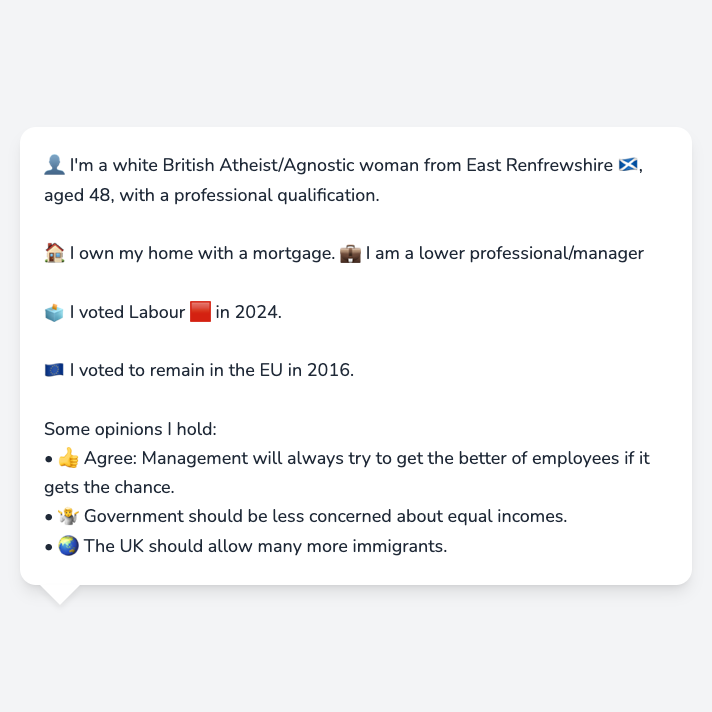 👤 I'm a white British Atheist/Agnostic woman from East Renfrewshire 🏴󠁧󠁢󠁳󠁣󠁴󠁿,
aged 48, with a professional qualification.
🏠 I own my home with a mortgage. 💼 I am a lower professional/manager
🗳️ I voted Labour 🟥 in 2024.
🇪🇺 I voted to remain in the EU in 2016.
Some opinions I hold:
• 👍 Agree: Management will always try to get the better of employees if it
gets the chance.
• 🤷 Government should be less concerned about equal incomes.
• 🌏 The UK should allow many more immigrants.